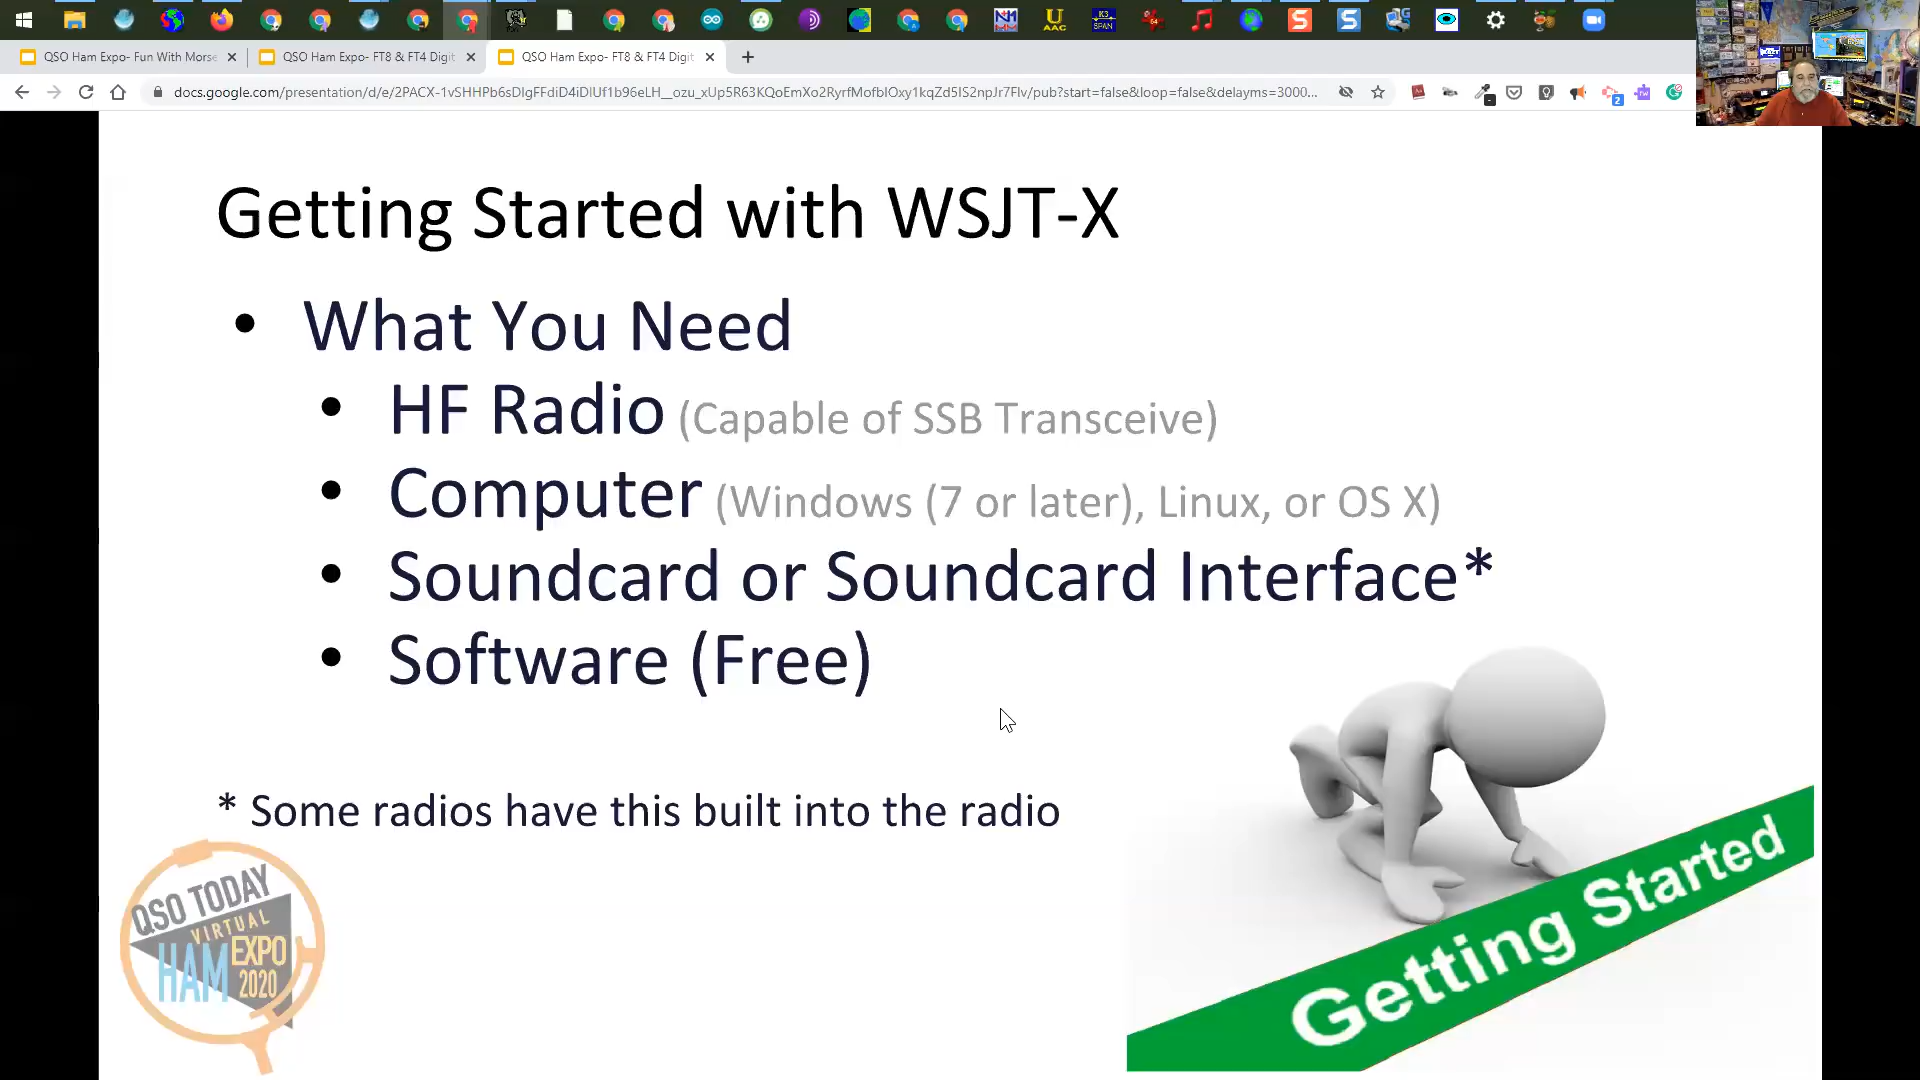 QSO Ham Expo- Fun With Morse
QSO Ham Expo- FT8 & FT4 Digit
QSO Ham Expo- FT8 & FT4 Digit
docs.google.com/presentation/d/e/2PACX-1vSHHPb6sDIgFFdiD4iDlUf1b96eLH__ozu_xUp5R63KQoEmXo2RyrfMofbIOxy1kqZd5IS2npJr7Flv/pub?start=false&loop=false&delayms=3000...
Getting Started with WSJT-X
• What You Need
• HF Radio (Capable of SSB Transceive)
• Computer (Windows (7 or later), Linux, or OS X)
• Soundcard or Soundcard Interface*
• Software (Free)
* Some radios have this built into the radio
QSO TODAY
VIRTUAL
HAM EXPO
2020
Getting Started